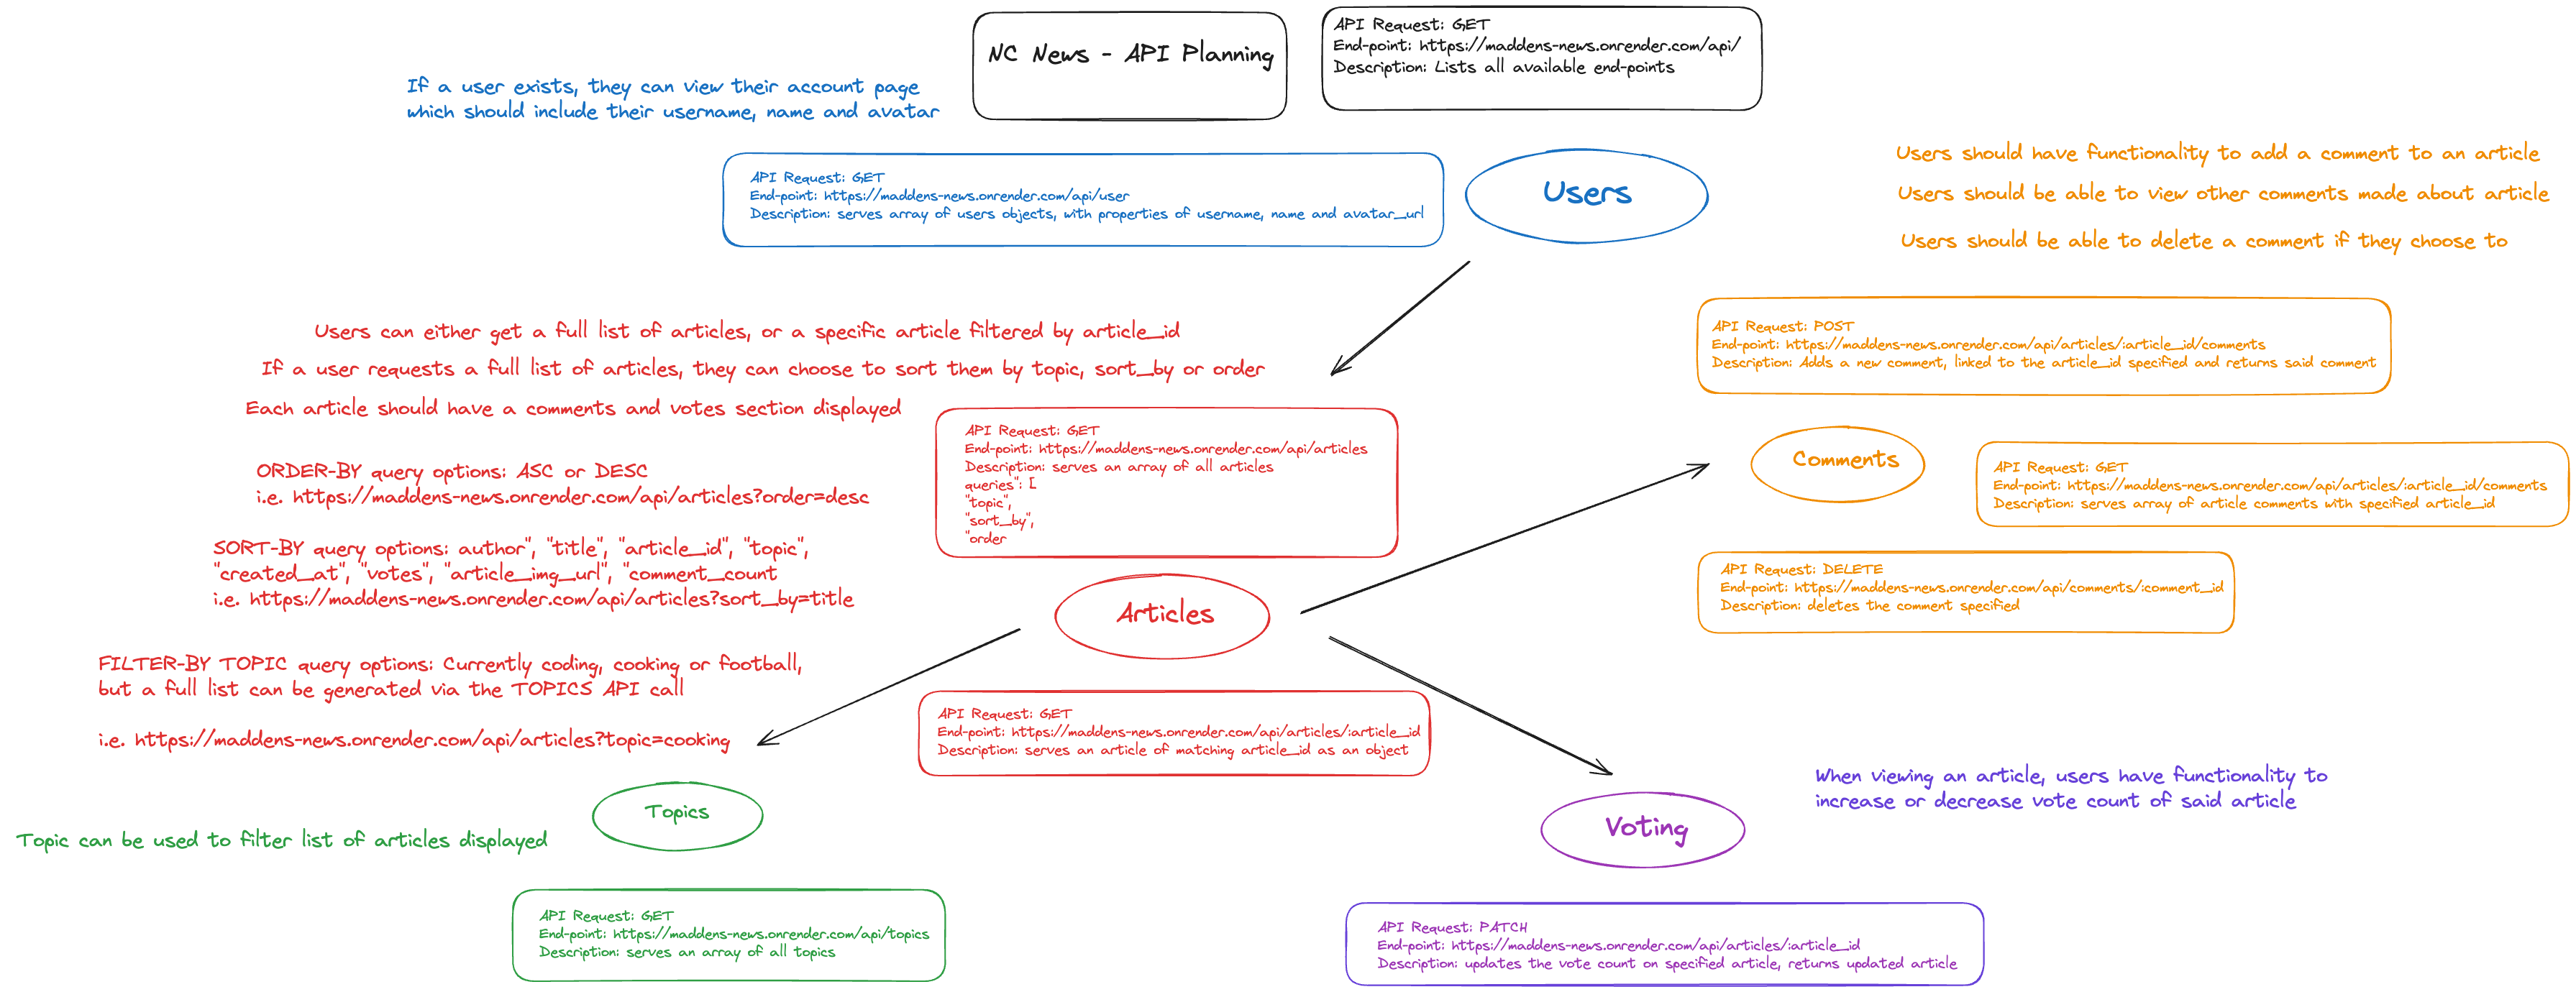 NC News - API Planning
API Request: GET
End-point: https://maddens-news.onrender.com/api/
Description: Lists all available end-points
If a user exists, they can view their account page
which should include their username, name and avatar
API Request: GET
End-point: https://maddens-news.onrender.com/api/user
Description: serves array of users objects, with properties of username, name and avatar_url
Users
Users should have functionality to add a comment to an article
Users should be able to view other comments made about article
Users should be able to delete a comment if they choose to
Users can either get a full list of articles, or a specific article filtered by article_id
If a user requests a full list of articles, they can choose to sort them by topic, sort_by or order
Each article should have a comments and votes section displayed
ORDER-BY query options: ASC or DESC
i.e. https://maddens-news.onrender.com/api/articles?order=desc
SORT-BY query options: author", "title", "article_id", "topic",
"created_at", "votes", "article_img_url", "comment_count
i.e. https://maddens-news.onrender.com/api/articles?sort_by=title
FILTER-BY TOPIC query options: Currently coding, cooking or football,
but a full list can be generated via the TOPICS API call
i.e. https://maddens-news.onrender.com/api/articles?topic=cooking
API Request: GET
End-point: https://maddens-news.onrender.com/api/articles
Description: serves an array of all articles
queries": [
"topic",
"sort_by",
"order
Articles
API Request: GET
End-point: https://maddens-news.onrender.com/api/articles/:article_id
Description: serves an article of matching article_id as an object
API Request: POST
End-point: https://maddens-news.onrender.com/api/articles/:article_id/comments
Description: Adds a new comment, linked to the article_id specified and returns said comment
Comments
API Request: GET
End-point: https://maddens-news.onrender.com/api/articles/:article_id/comments
Description: serves array of article comments with specified article_id
API Request: DELETE
End-point: https://maddens-news.onrender.com/api/comments/:comment_id
Description: deletes the comment specified
Topics
Topic can be used to filter list of articles displayed
API Request: GET
End-point: https://maddens-news.onrender.com/api/topics
Description: serves an array of all topics
Voting
When viewing an article, users have functionality to
increase or decrease vote count of said article
API Request: PATCH
End-point: https://maddens-news.onrender.com/api/articles/:article_id
Description: updates the vote count on specified article, returns updated article